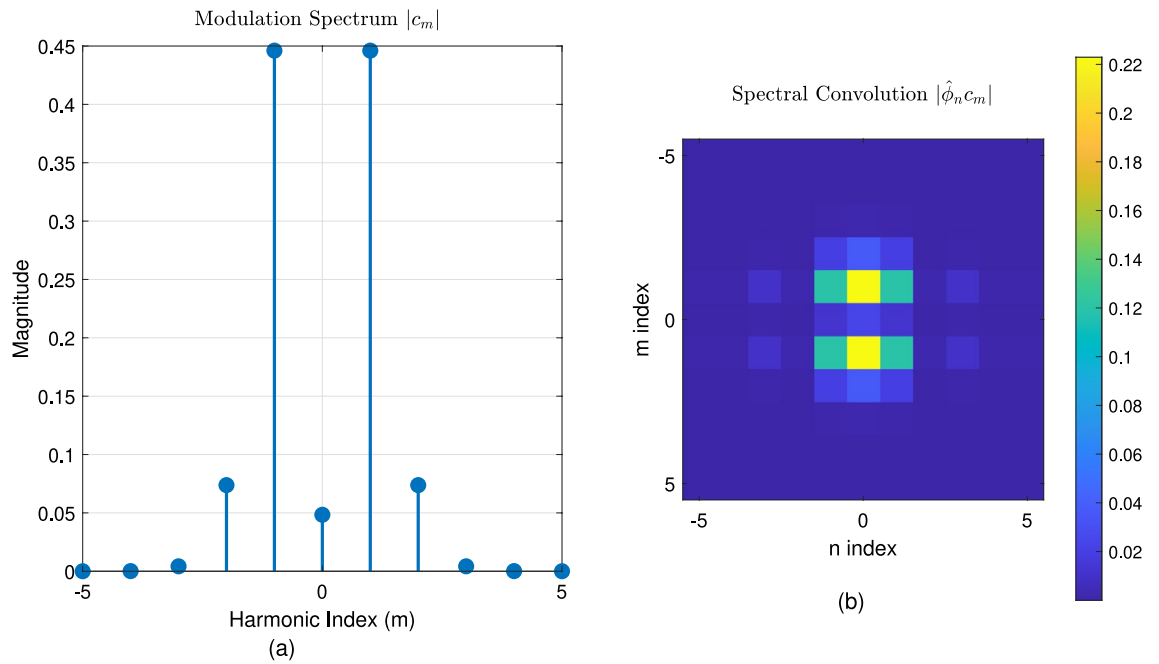 Modulation Spectrum |c_m|
0.45
0.4
0.35
0.3
0.25
0.2
0.15
0.1
0.05
0
Magnitude
-5 0 5
Harmonic Index (m)
(a)
Spectral Convolution |ϕ̂_n c_m|
-5
0
5
m index
-5 0 5
n index
(b)
0.22
0.2
0.18
0.16
0.14
0.12
0.1
0.08
0.06
0.04
0.02